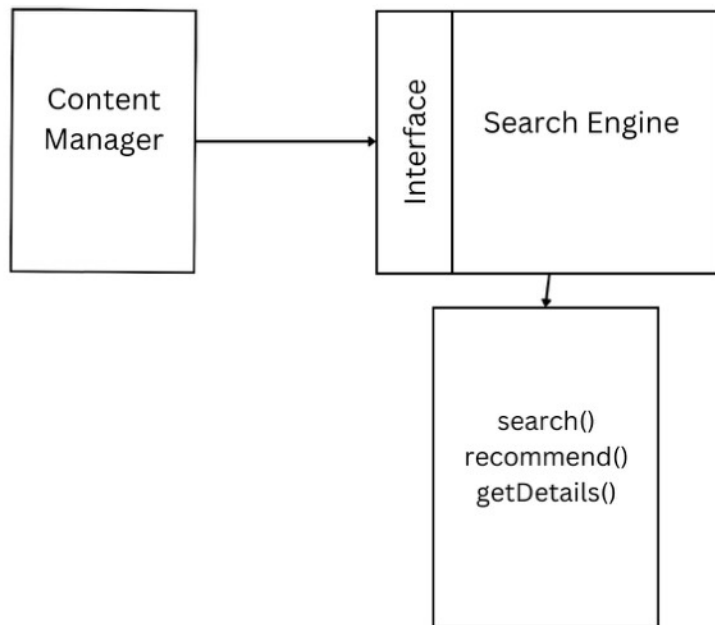 Content
Manager
Interface
Search Engine
search()
recommend()
getDetails()